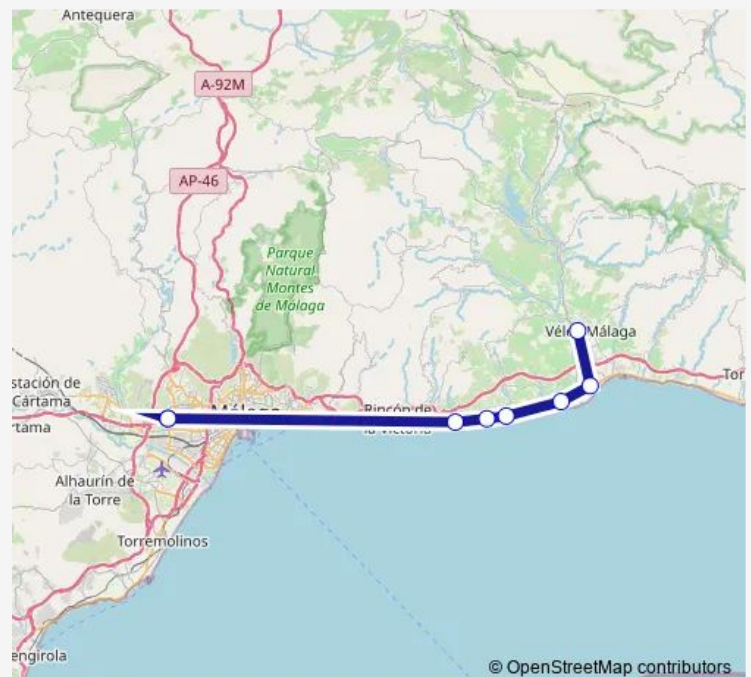 Antequera
A-92M
AP-46
Parque
Natural
Montes
de Málaga
Málaga
Tor
stación de
Cártama
rtama
Málaga
Rincón de
la Victoria
Alhaurín de
la Torre
Torremolinos
engirola
© OpenStreetMap contributors